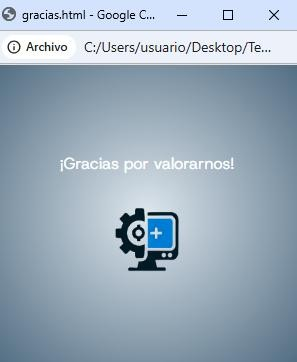 gracias.html - Google C...
Archivo
C:/Users/usuario/Desktop/Te...
¡Gracias por valorarnos!